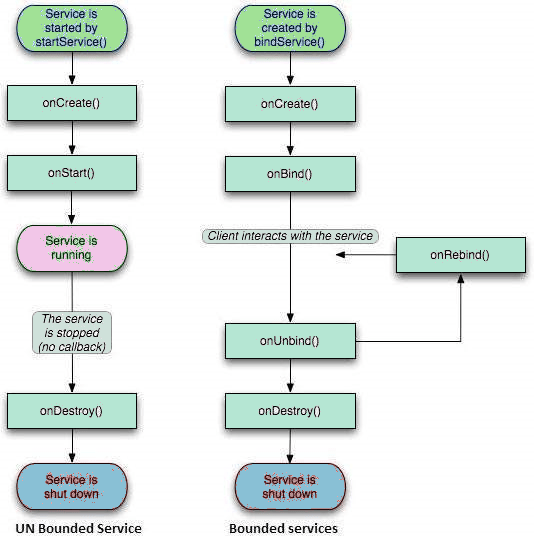 Service is
started by
startService()
onCreate()
onStart()
Service is
running
The service
is stopped
(no callback)
onDestroy()
Service is
shut down
UN Bounded Service
Service is
created by
bindService()
onCreate()
onBind()
Client interacts with the service
onRebind()
onUnbind()
onDestroy()
Service is
shut down
Bounded services